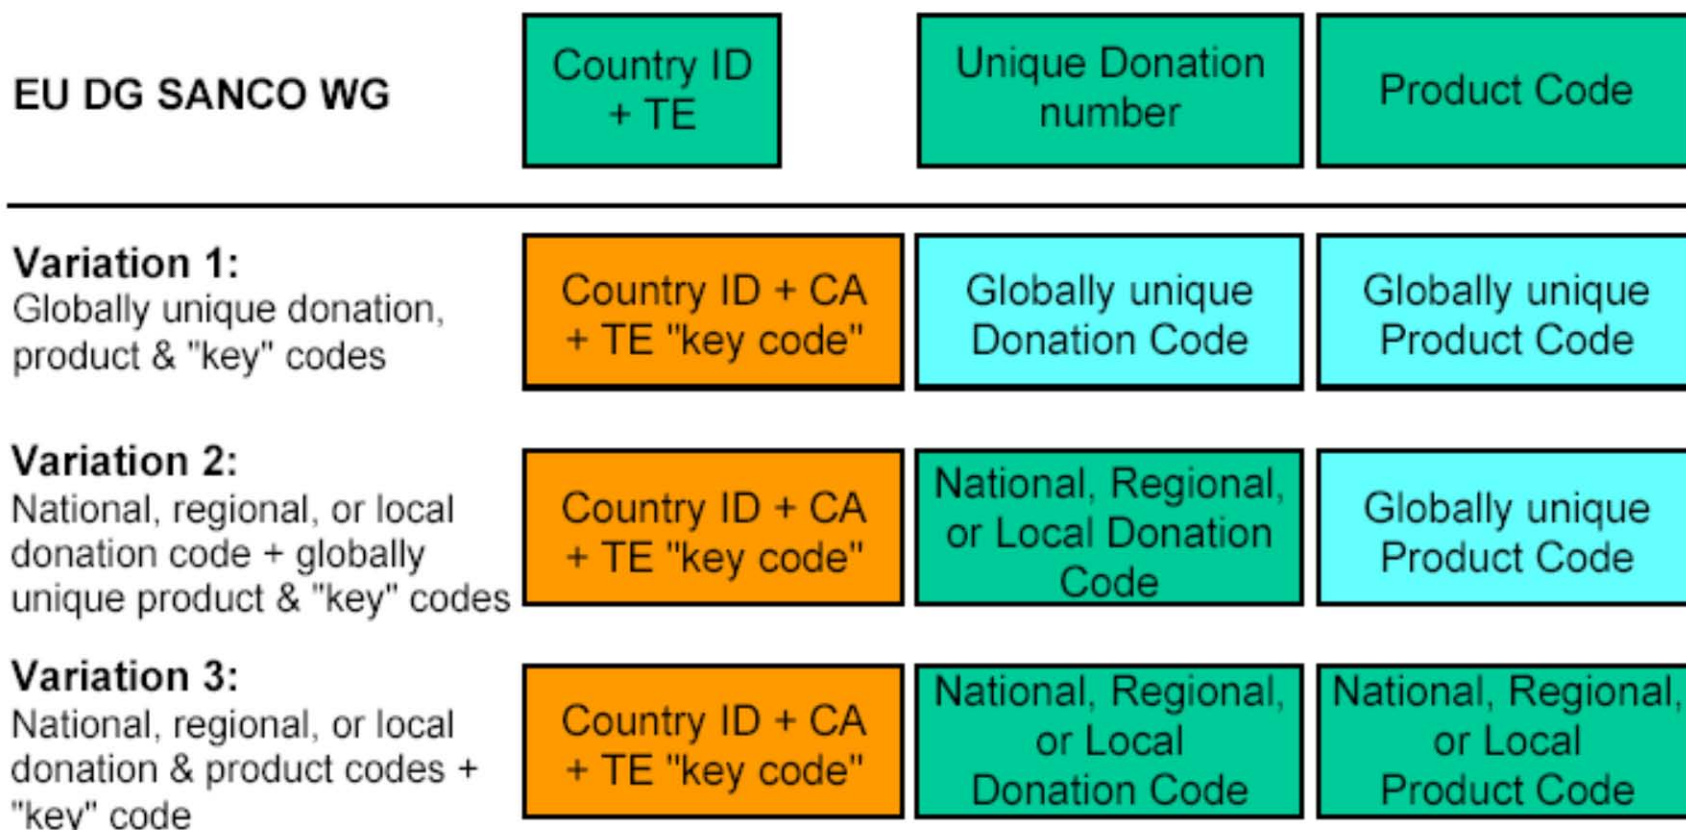 EU DG SANCO WG
Country ID
+ TE
Unique Donation
number
Product Code
Variation 1:
Globally unique donation,
product & "key" codes
Country ID + CA
+ TE "key code"
Globally unique
Donation Code
Globally unique
Product Code
Variation 2:
National, regional, or local
donation code + globally
unique product & "key" codes
Country ID + CA
+ TE "key code"
National, Regional,
or Local Donation
Code
Globally unique
Product Code
Variation 3:
National, regional, or local
donation & product codes +
"key" code
Country ID + CA
+ TE "key code"
National, Regional,
or Local
Donation Code
National, Regional,
or Local
Product Code